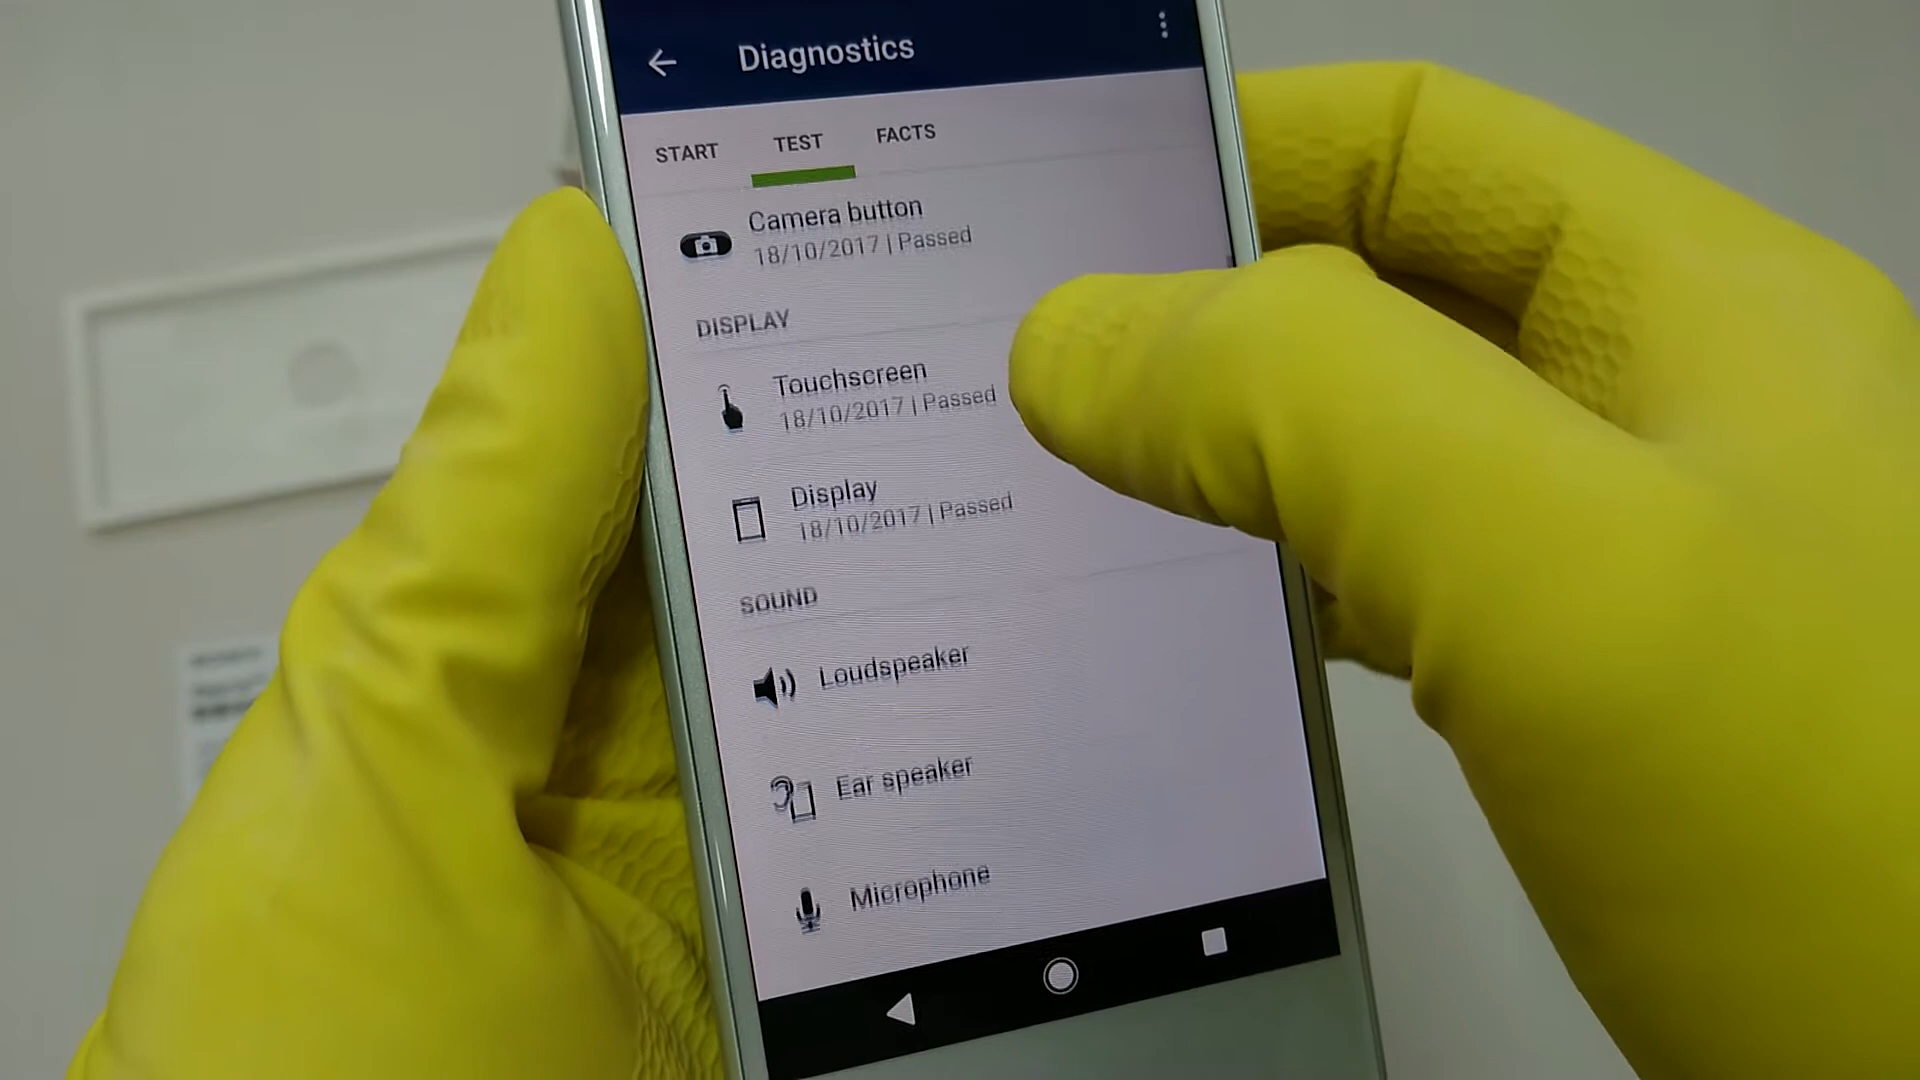 Diagnostics
START TEST FACTS
Camera button
18/10/2017 | Passed
DISPLAY
Touchscreen
18/10/2017 | Passed
Display
18/10/2017 | Passed
SOUND
Loudspeaker
Ear speaker
Microphone